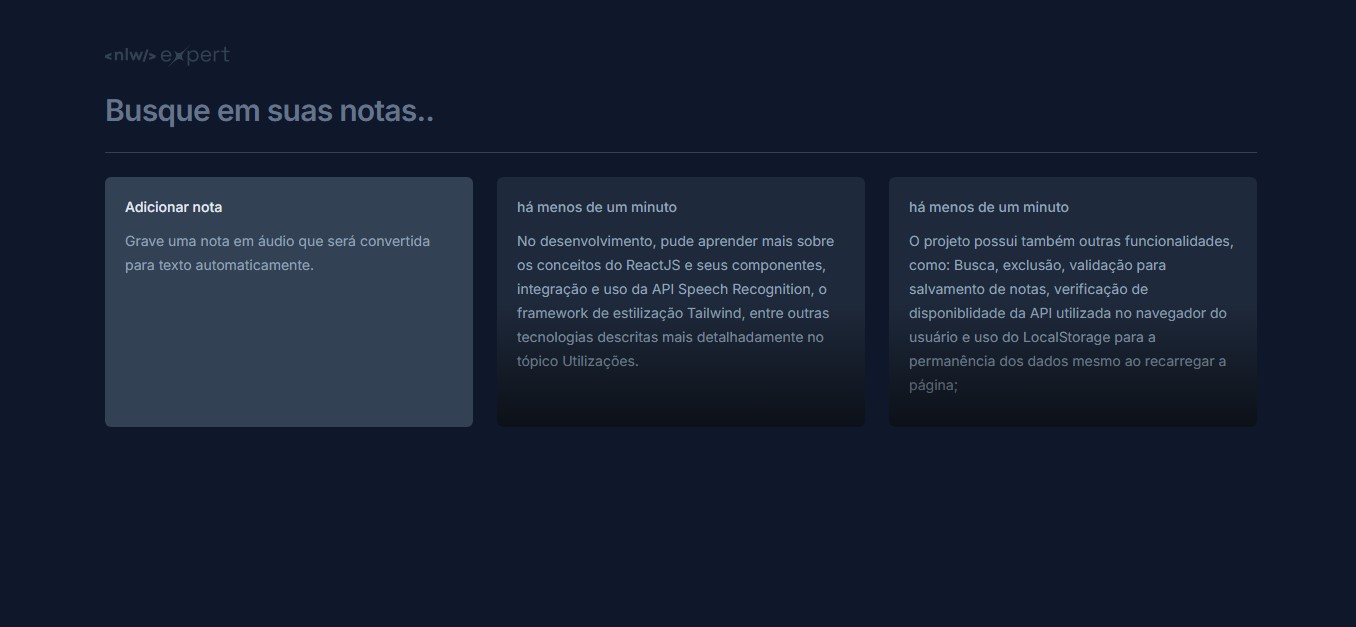 <nlw/> expert
Busque em suas notas..
Adicionar nota
Grave uma nota em áudio que será convertida
para texto automaticamente.
há menos de um minuto
No desenvolvimento, pude aprender mais sobre
os conceitos do ReactJS e seus componentes,
integração e uso da API Speech Recognition, o
framework de estilização Tailwind, entre outras
tecnologias descritas mais detalhadamente no
tópico Utilizações.
há menos de um minuto
O projeto possui também outras funcionalidades,
como: Busca, exclusão, validação para
salvamento de notas, verificação de
disponiblidade da API utilizada no navegador do
usuário e uso do LocalStorage para a
permanência dos dados mesmo ao recarregar a
página;